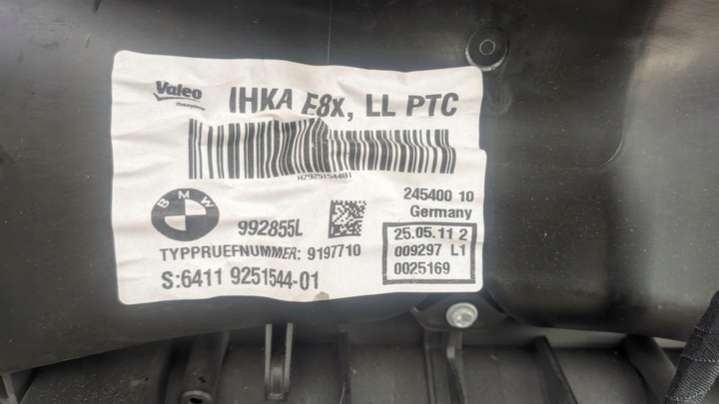 Valeo
IHKA E8x, LL PTC
HZ925154481
BMW
992855L
245400 10
Germany
TYPPRUEFNUMMER: 9197710
25.05.11 2
009297 L1
0025169
S:6411 9251544-01